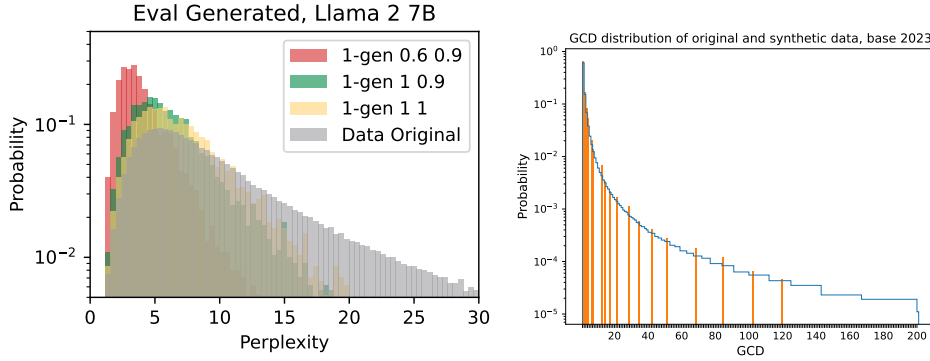 Eval Generated, Llama 2 7B
Probability
10⁻¹
10⁻²
1-gen 0.6 0.9
1-gen 1 0.9
1-gen 1 1
Data Original
0 5 10 15 20 25 30
Perplexity
GCD distribution of original and synthetic data, base 2023
Probability
10⁰
10⁻¹
10⁻²
10⁻³
10⁻⁴
10⁻⁵
20 40 60 80 100 120 140 160 180 200
GCD